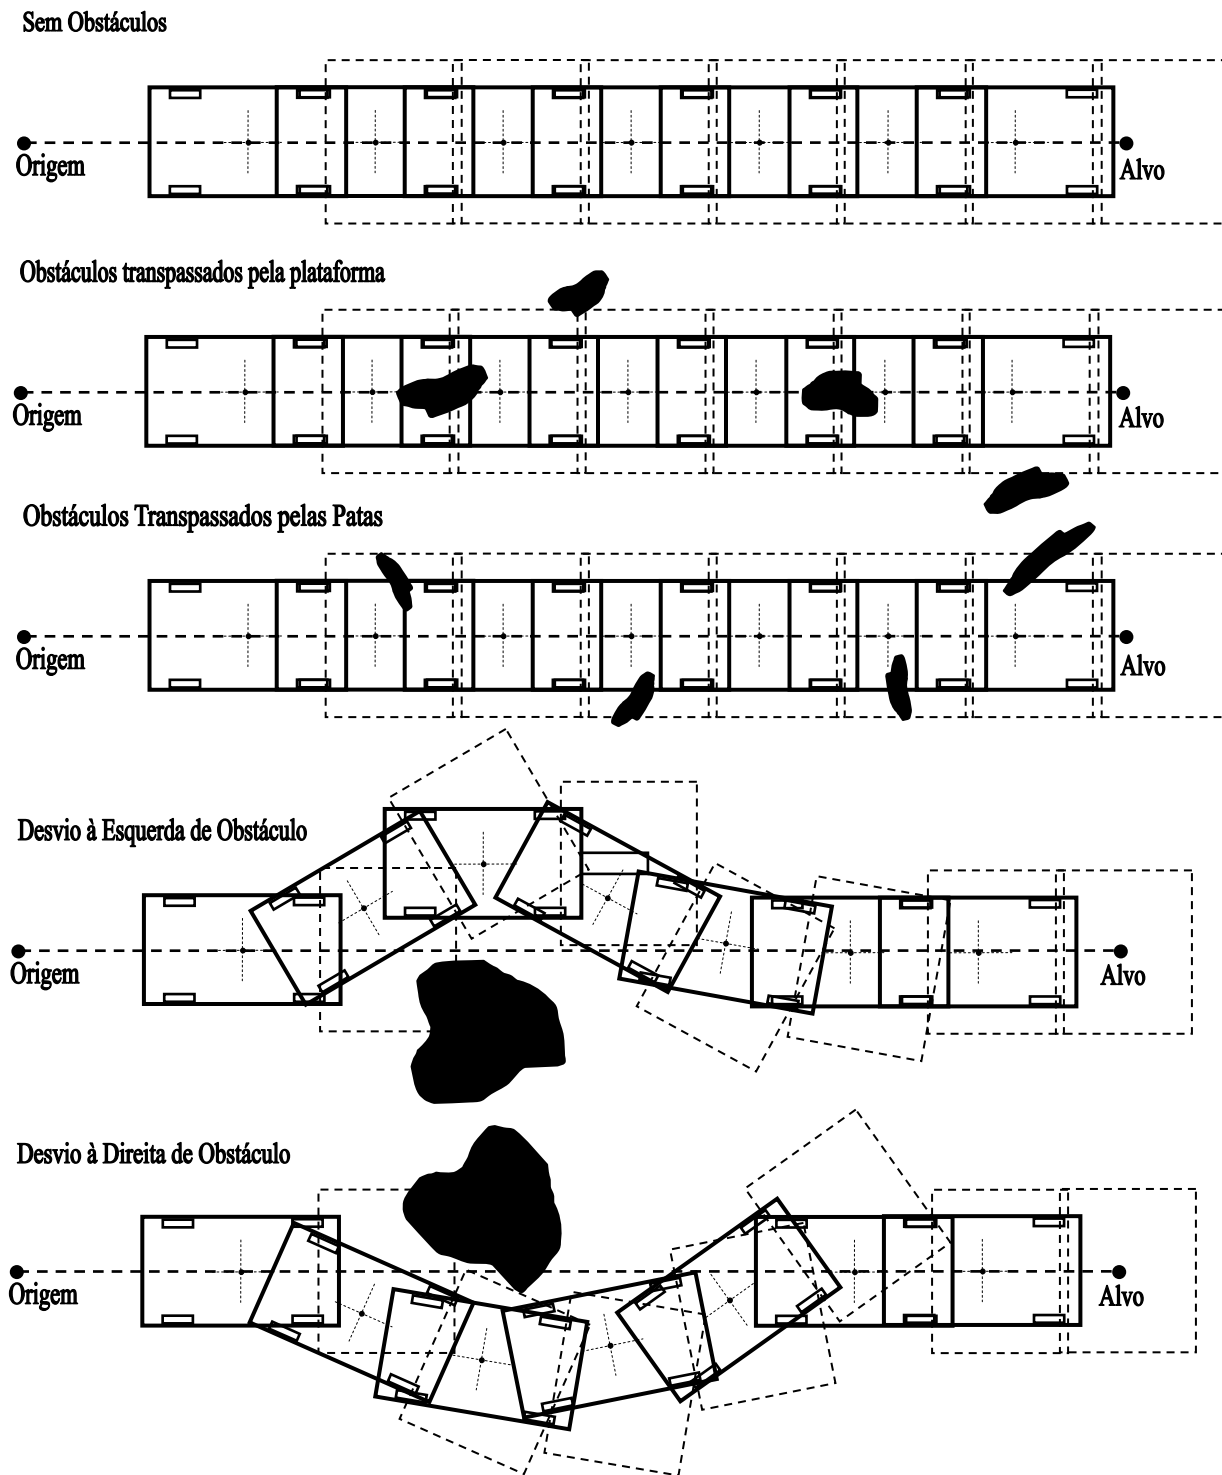 Sem Obstáculos
Origem
Alvo
Obstáculos transpassados pela plataforma
Origem
Alvo
Obstáculos Transpassados pelas Patas
Origem
Alvo
Desvio à Esquerda de Obstáculo
Origem
Alvo
Desvio à Direita de Obstáculo
Origem
Alvo